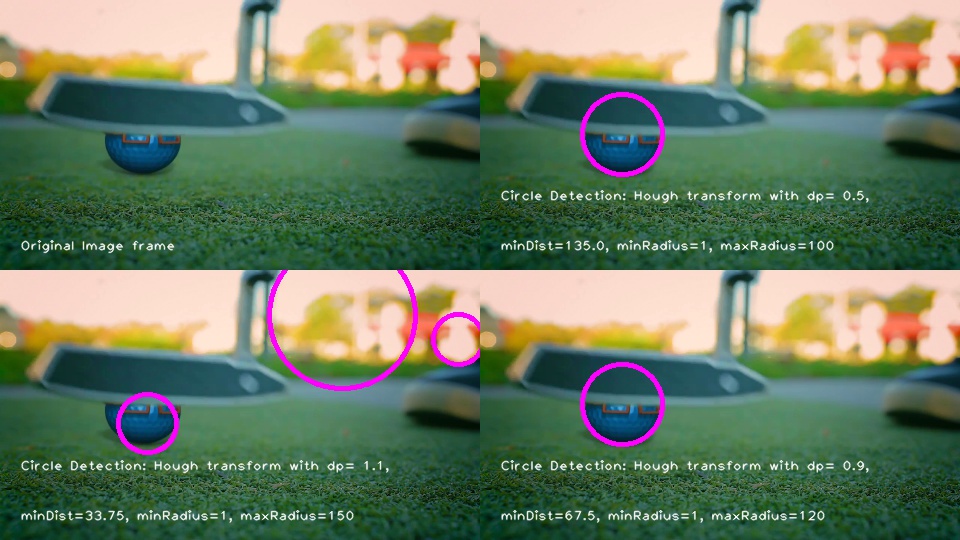 Original Image frame
Circle Detection: Hough transform with dp= 0.5,
minDist=135.0, minRadius=1, maxRadius=100
Circle Detection: Hough transform with dp= 1.1,
minDist=33.75, minRadius=1, maxRadius=150
Circle Detection: Hough transform with dp= 0.9,
minDist=67.5, minRadius=1, maxRadius=120